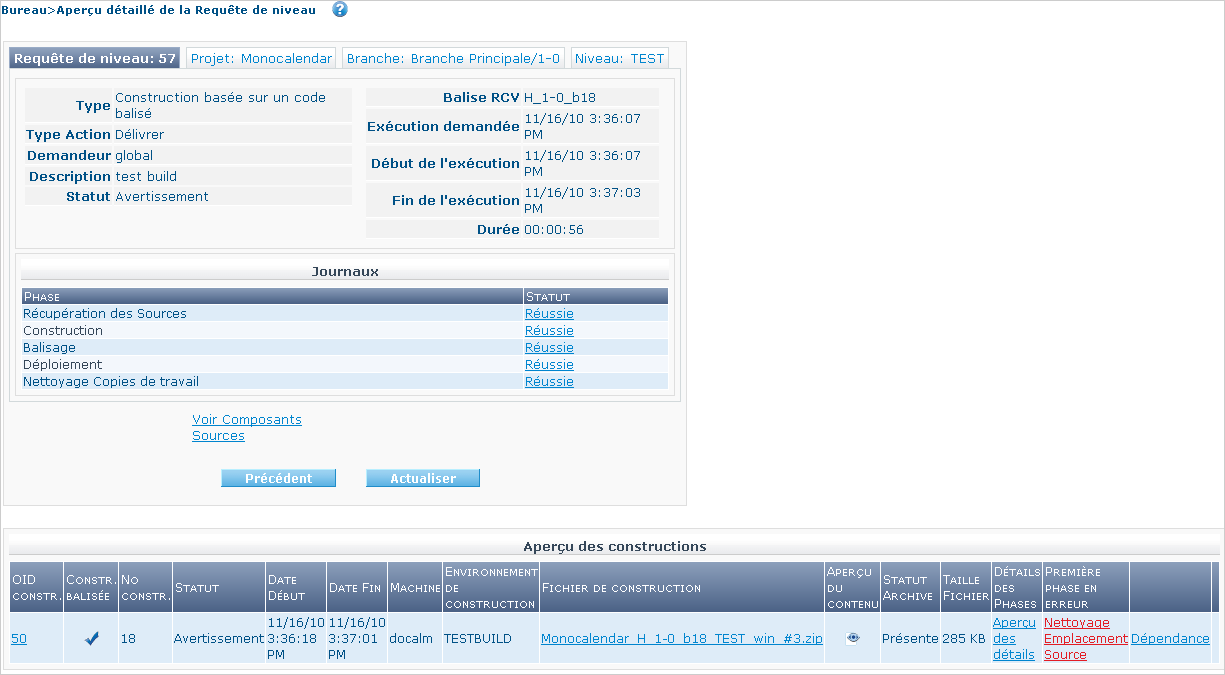 Bureau>Aperçu détaillé de la Requête de niveau ?
Requête de niveau: 57 Projet: Monocalendar Branche: Branche Principale/1-0 Niveau: TEST
Type Construction basée sur un code
balisé
Type Action Délivrer
Demandeur global
Description test build
Statut Avertissement
Balise RCV H_1-0_b18
Exécution demandée 11/16/10 3:36:07
PM
Début de l'exécution 11/16/10 3:36:07
PM
Fin de l'exécution 11/16/10 3:37:03
PM
Durée 00:00:56
Journaux
Phase Statut
Récupération des Sources Réussie
Construction Réussie
Balisage Réussie
Déploiement Réussie
Nettoyage Copies de travail Réussie
Voir Composants
Sources
Précédent Actualiser
Aperçu des constructions
OID
constr.
Constr.
balisée
No
constr.
Statut
Date
Début
Date Fin
Machine
Environnement
de
construction
Fichier de construction
Aperçu
du
contenu
Statut
Archive
Taille
Fichier
Détails
des
Phases
Première
phase en
erreur
50
18
Avertissement
11/16/10
3:36:18
PM
11/16/10
3:37:01
PM
docalm
TESTBUILD
Monocalendar_H_1-0_b18_TEST_win_#3.zip
Présente
285 KB
Aperçu
des
détails
Nettoyage
Emplacement
Source
Dépendance